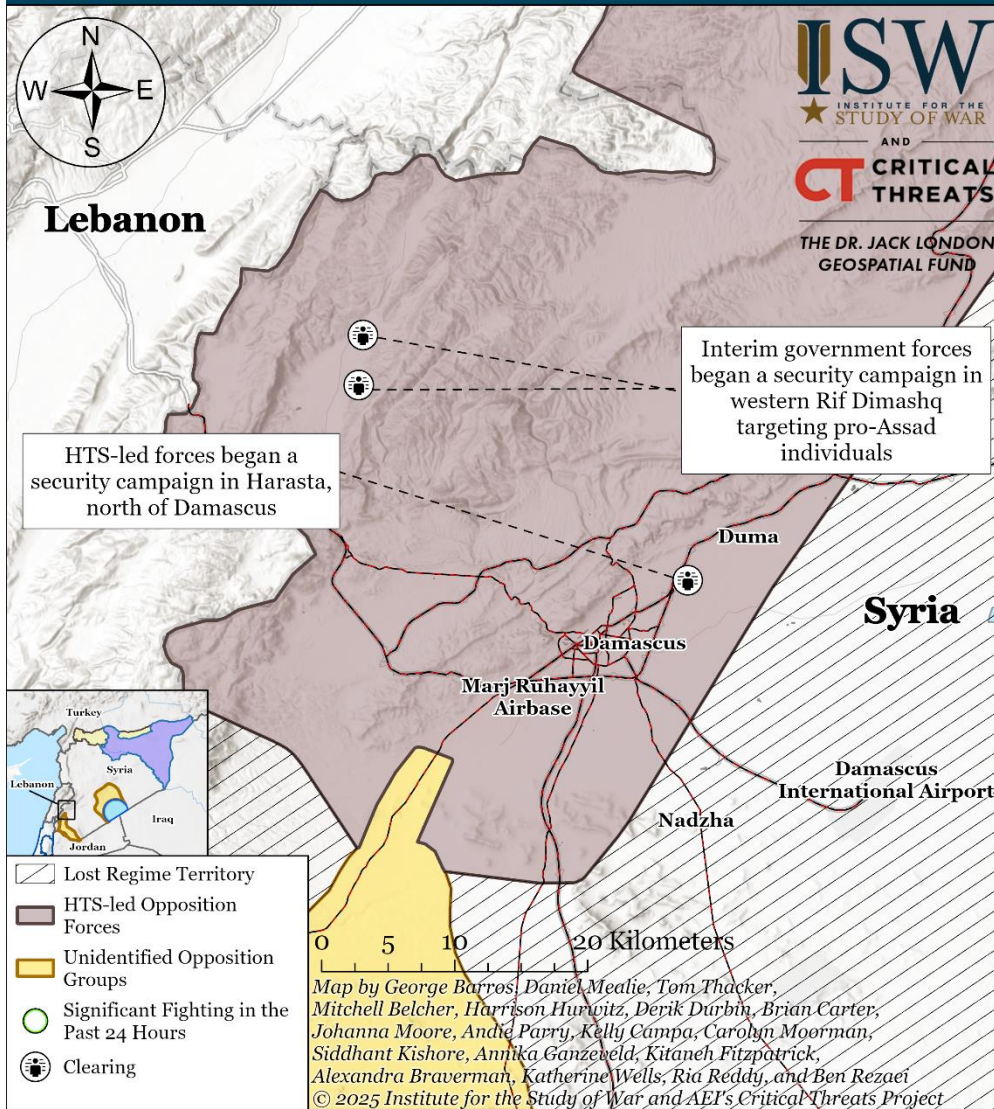 N
W
E
S
ISW
INSTITUTE FOR THE
STUDY OF WAR
AND
CT CRITICAL
THREATS
THE DR. JACK LONDON
GEOSPATIAL FUND
Lebanon
Interim government forces
began a security campaign in
western Rif Dimashq
targeting pro-Assad
individuals
HTS-led forces began a
security campaign in Harasta,
north of Damascus
Duma
Syria
Damascus
Marj Ruhayyil
Airbase
Damascus
International Airport
Nadzha
Turkey
Syria
Lebanon
Iraq
Jordan
Lost Regime Territory
HTS-led Opposition
Forces
Unidentified Opposition
Groups
Significant Fighting in the
Past 24 Hours
Clearing
0 5 10 20 Kilometers
Map by George Barros, Daniel Mealie, Tom Thacker,
Mitchell Belcher, Harrison Hurwitz, Derik Durbin, Brian Carter,
Johanna Moore, Andie Parry, Kelly Campa, Carolyn Moorman,
Siddhant Kishore, Annika Ganzeveld, Kitaneh Fitzpatrick,
Alexandra Braverman, Katherine Wells, Ria Reddy, and Ben Rezaei
© 2025 Institute for the Study of War and AEI's Critical Threats Project